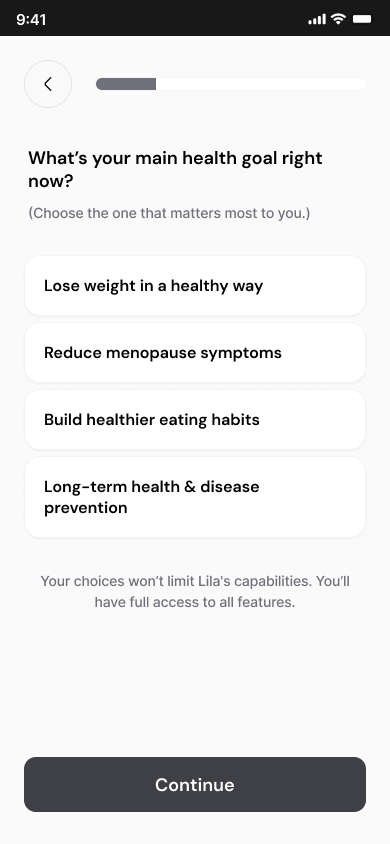 9:41
What’s your main health goal right
now?
(Choose the one that matters most to you.)
Lose weight in a healthy way
Reduce menopause symptoms
Build healthier eating habits
Long-term health & disease
prevention
Your choices won’t limit Lila's capabilities. You’ll
have full access to all features.
Continue